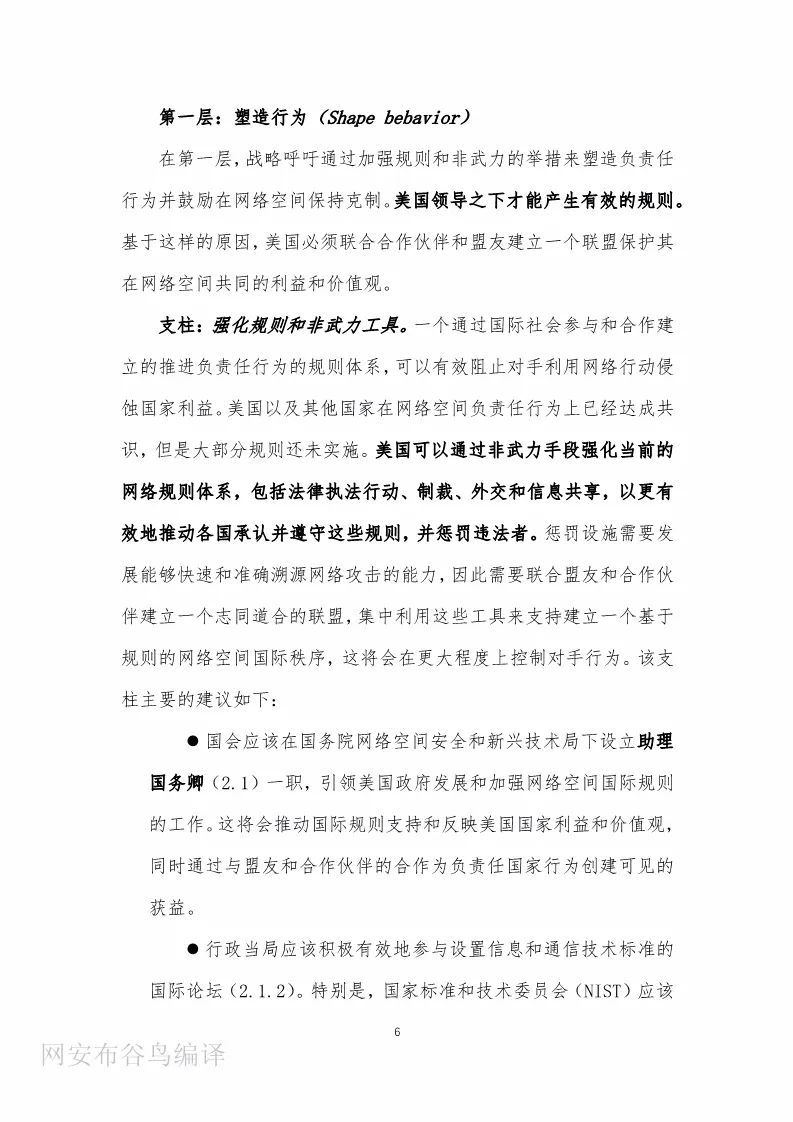 第一层：塑造行为（Shape bebavior）
在第一层，战略呼吁通过加强规则和非武力的举措来塑造负责任
行为并鼓励在网络空间保持克制。美国领导之下才能产生有效的规则。
基于这样的原因，美国必须联合合作伙伴和盟友建立一个联盟保护其
在网络空间共同的利益和价值观。
支柱：强化规则和非武力工具。一个通过国际社会参与和合作建
立的推进负责任行为的规则体系，可以有效阻止对手利用网络行动侵
蚀国家利益。美国以及其他国家在网络空间负责任行为上已经达成共
识，但是大部分规则还未实施。美国可以通过非武力手段强化当前的
网络规则体系，包括法律执法行动、制裁、外交和信息共享，以更有
效地推动各国承认并遵守这些规则，并惩罚违法者。惩罚设施需要发
展能够快速和准确溯源网络攻击的能力，因此需要联合盟友和合作伙
伴建立一个志同道合的联盟，集中利用这些工具来支持建立一个基于
规则的网络空间国际秩序，这将会在更大程度上控制对手行为。该支
柱主要的建议如下：
●国会应该在国务院网络空间安全和新兴技术局下设立助理
国务卿（2.1）一职，引领美国政府发展和加强网络空间国际规则
的工作。这将会推动国际规则支持和反映美国国家利益和价值观，
同时通过与盟友和合作伙伴的合作为负责任国家行为创建可见的
获益。
●行政当局应该积极有效地参与设置信息和通信技术标准的
国际论坛（2.1.2）。特别是，国家标准和技术委员会（NIST）应该
6
网安布谷鸟编译